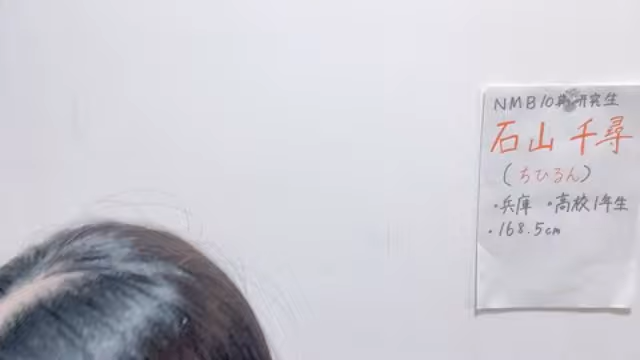 NMB10期研究生
石山千尋
(ちひろん)
・兵庫 ・高校1年生
・168.5cm